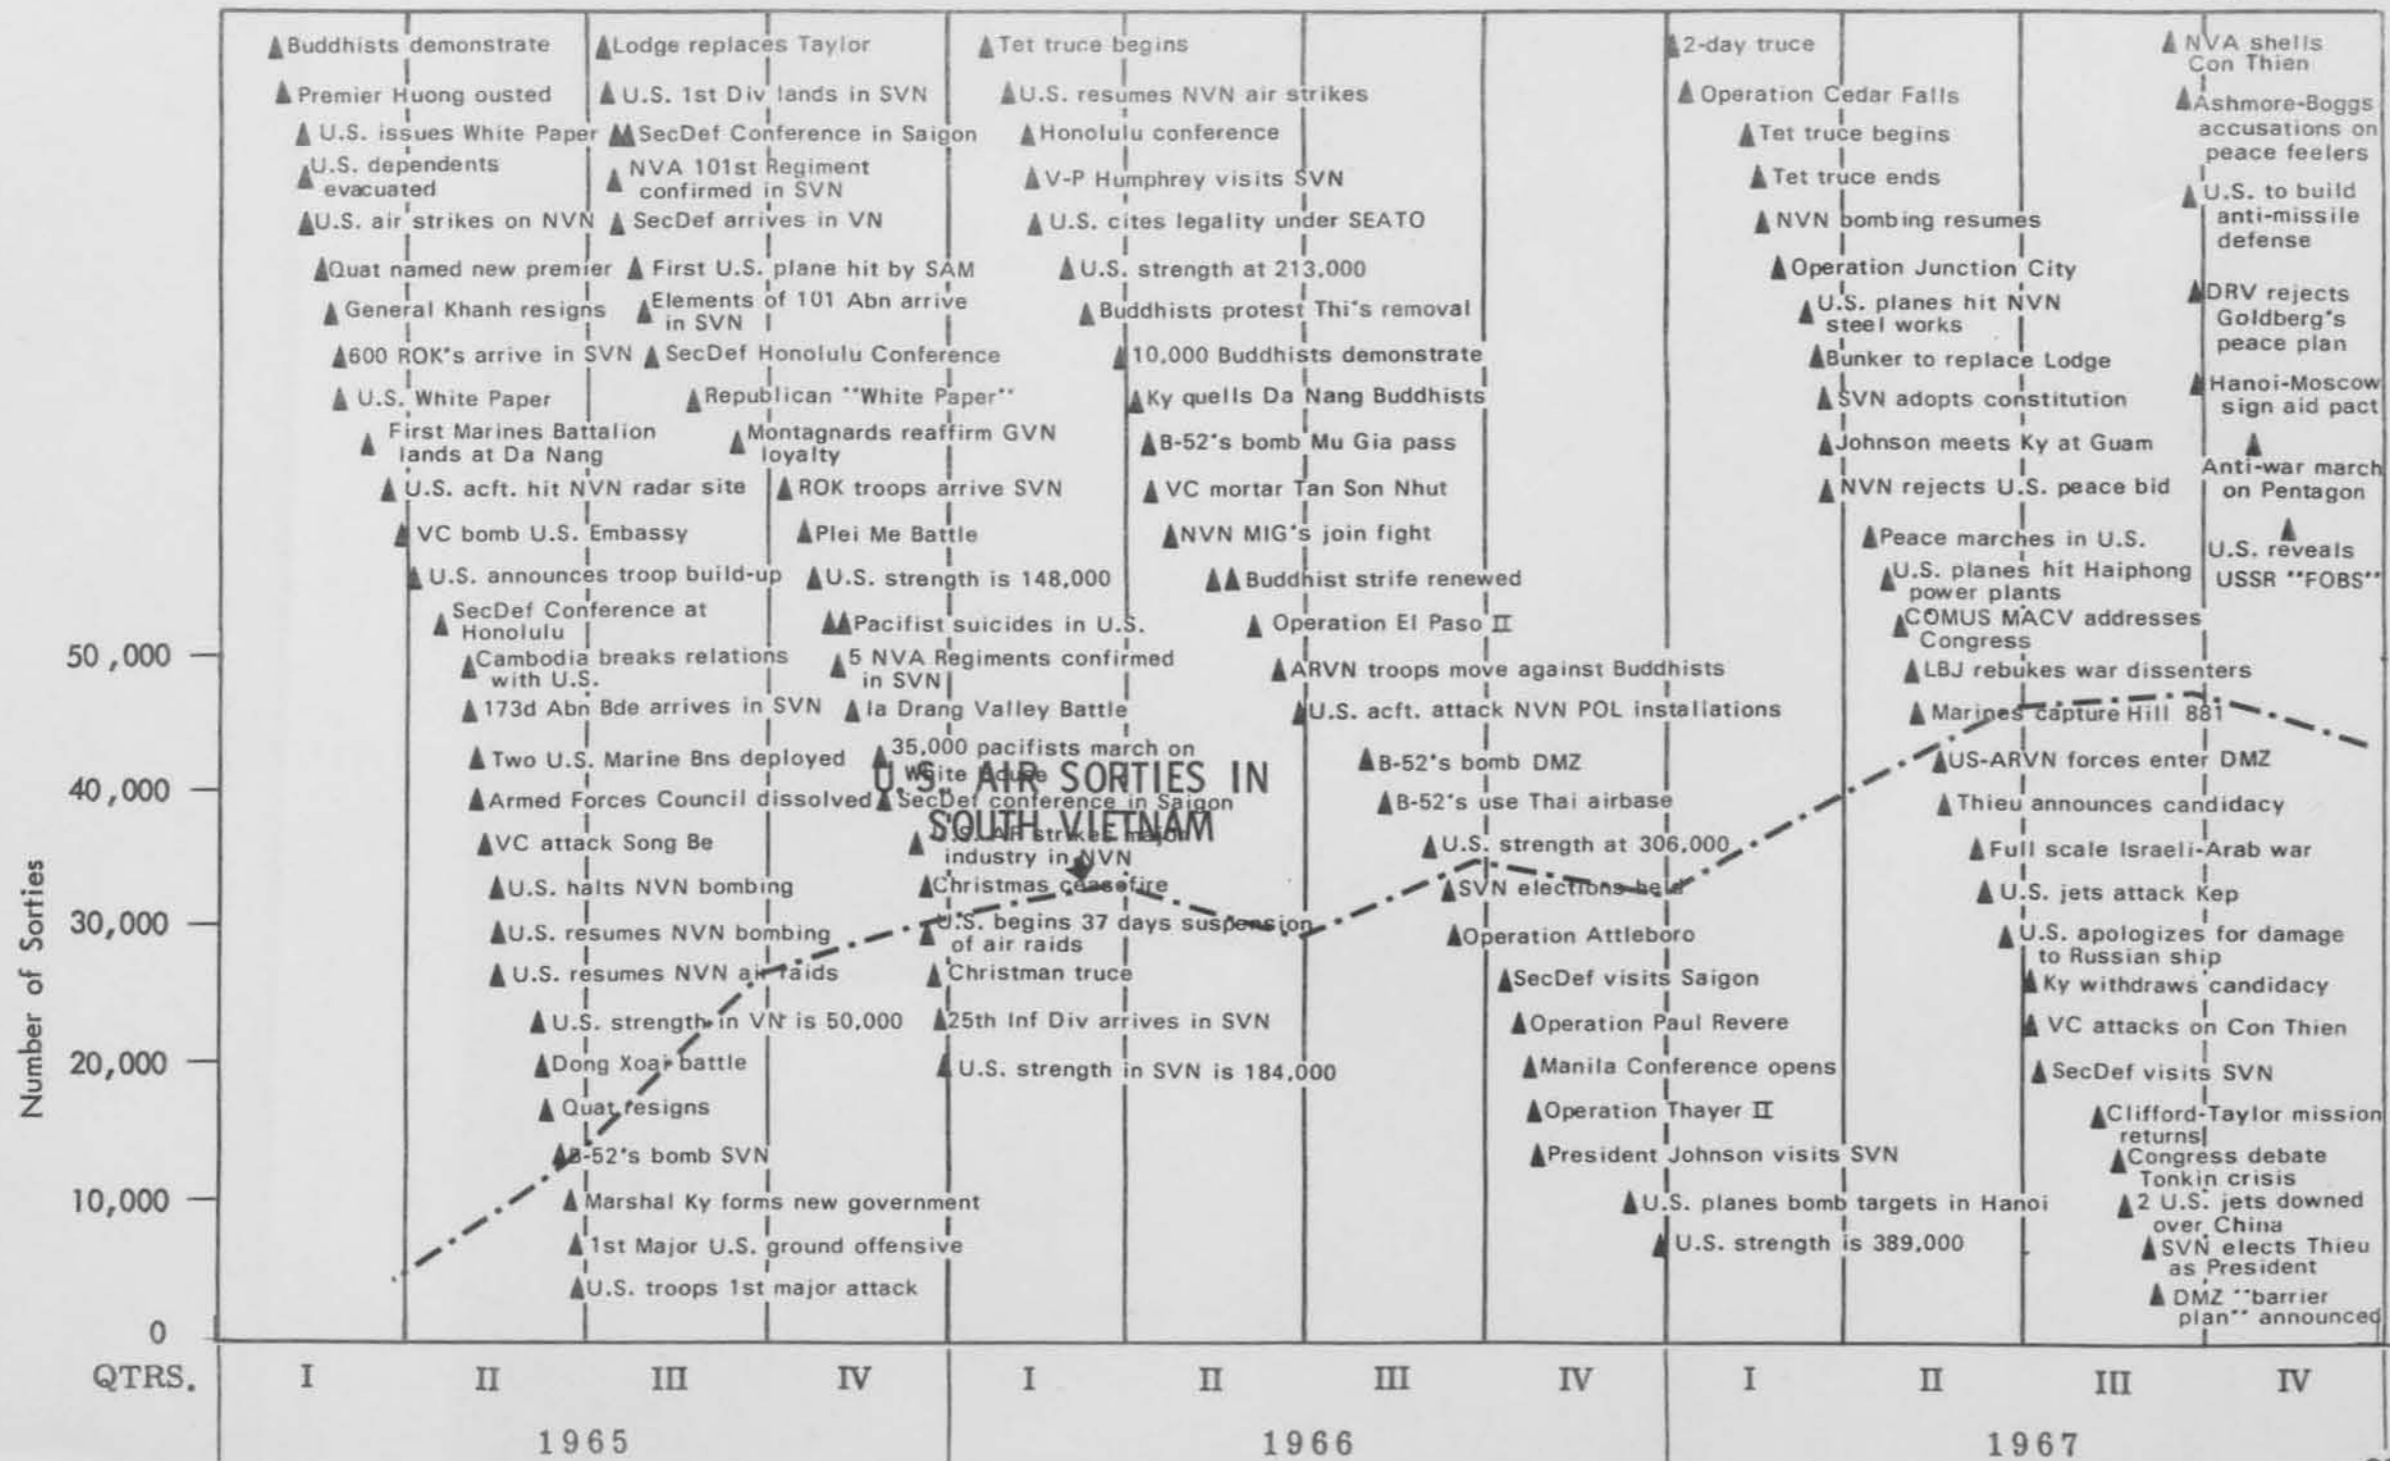 Buddhists demonstrate
Premier Huong ousted
U.S. issues White Paper
U.S. dependents
evacuated
U.S. air strikes on NVN
Quat named new premier
General Khanh resigns
600 ROK's arrive in SVN
U.S. White Paper
First Marines Battalion
lands at Da Nang
U.S. acft. hit NVN radar site
VC bomb U.S. Embassy
U.S. announces troop build-up
SecDef Conference at
Honolulu
Cambodia breaks relations
with U.S.
173d Abn Bde arrives in SVN
Two U.S. Marine Bns deployed
Armed Forces Council dissolved
VC attack Song Be
U.S. halts NVN bombing
U.S. resumes NVN bombing
U.S. resumes NVN air raids
U.S. strength in VN is 50,000
Dong Xoai battle
Quat resigns
B-52's bomb SVN
Marshal Ky forms new government
1st Major U.S. ground offensive
U.S. troops 1st major attack
Lodge replaces Taylor
U.S. 1st Div lands in SVN
SecDef Conference in Saigon
NVA 101st Regiment
confirmed in SVN
SecDef arrives in VN
First U.S. plane hit by SAM
Elements of 101 Abn arrive
in SVN
SecDef Honolulu Conference
Republican "White Paper"
Montagnards reaffirm GVN
loyalty
ROK troops arrive SVN
Plei Me Battle
U.S. strength is 148,000
Pacifist suicides in U.S.
5 NVA Regiments confirmed
in SVN
Ia Drang Valley Battle
35,000 pacifists march on
White House
SecDef conference in Saigon
U.S. AF strikes major
industry in NVN
Christmas ceasefire
U.S. begins 37 days suspension
of air raids
Christman truce
25th Inf Div arrives in SVN
U.S. strength in SVN is 184,000
U.S. AIR SORTIES IN
SOUTH VIETNAM
Tet truce begins
U.S. resumes NVN air strikes
Honolulu conference
V-P Humphrey visits SVN
U.S. cites legality under SEATO
U.S. strength at 213,000
Buddhists protest Thi's removal
10,000 Buddhists demonstrate
Ky quells Da Nang Buddhists
B-52's bomb Mu Gia pass
VC mortar Tan Son Nhut
NVN MIG's join fight
Buddhist strife renewed
Operation El Paso II
ARVN troops move against Buddhists
U.S. acft. attack NVN POL installations
B-52's bomb DMZ
B-52's use Thai airbase
U.S. strength at 306,000
SVN elections held
Operation Attleboro
SecDef visits Saigon
Operation Paul Revere
Manila Conference opens
Operation Thayer II
President Johnson visits SVN
U.S. planes bomb targets in Hanoi
U.S. strength is 389,000
2-day truce
Operation Cedar Falls
Tet truce begins
Tet truce ends
NVN bombing resumes
Operation Junction City
U.S. planes hit NVN
steel works
Bunker to replace Lodge
SVN adopts constitution
Johnson meets Ky at Guam
NVN rejects U.S. peace bid
Peace marches in U.S.
U.S. planes hit Haiphong
power plants
COMUS MACV addresses
Congress
LBJ rebukes war dissenters
Marines capture Hill 881
US-ARVN forces enter DMZ
Thieu announces candidacy
Full scale Israeli-Arab war
U.S. jets attack Kep
U.S. apologizes for damage
to Russian ship
Ky withdraws candidacy
VC attacks on Con Thien
SecDef visits SVN
Clifford-Taylor mission
returns
Congress debate
Tonkin crisis
2 U.S. jets downed
over China
SVN elects Thieu
as President
DMZ "barrier
plan" announced
NVA shells
Con Thien
Ashmore-Boggs
accusations on
peace feelers
U.S. to build
anti-missile
defense
DRV rejects
Goldberg's
peace plan
Hanoi-Moscow
sign aid pact
Anti-war march
on Pentagon
U.S. reveals
USSR "FOBS"
Number of Sorties
50,000
40,000
30,000
20,000
10,000
0
QTRS. I II III IV I II III IV I II III IV
1965 1966 1967